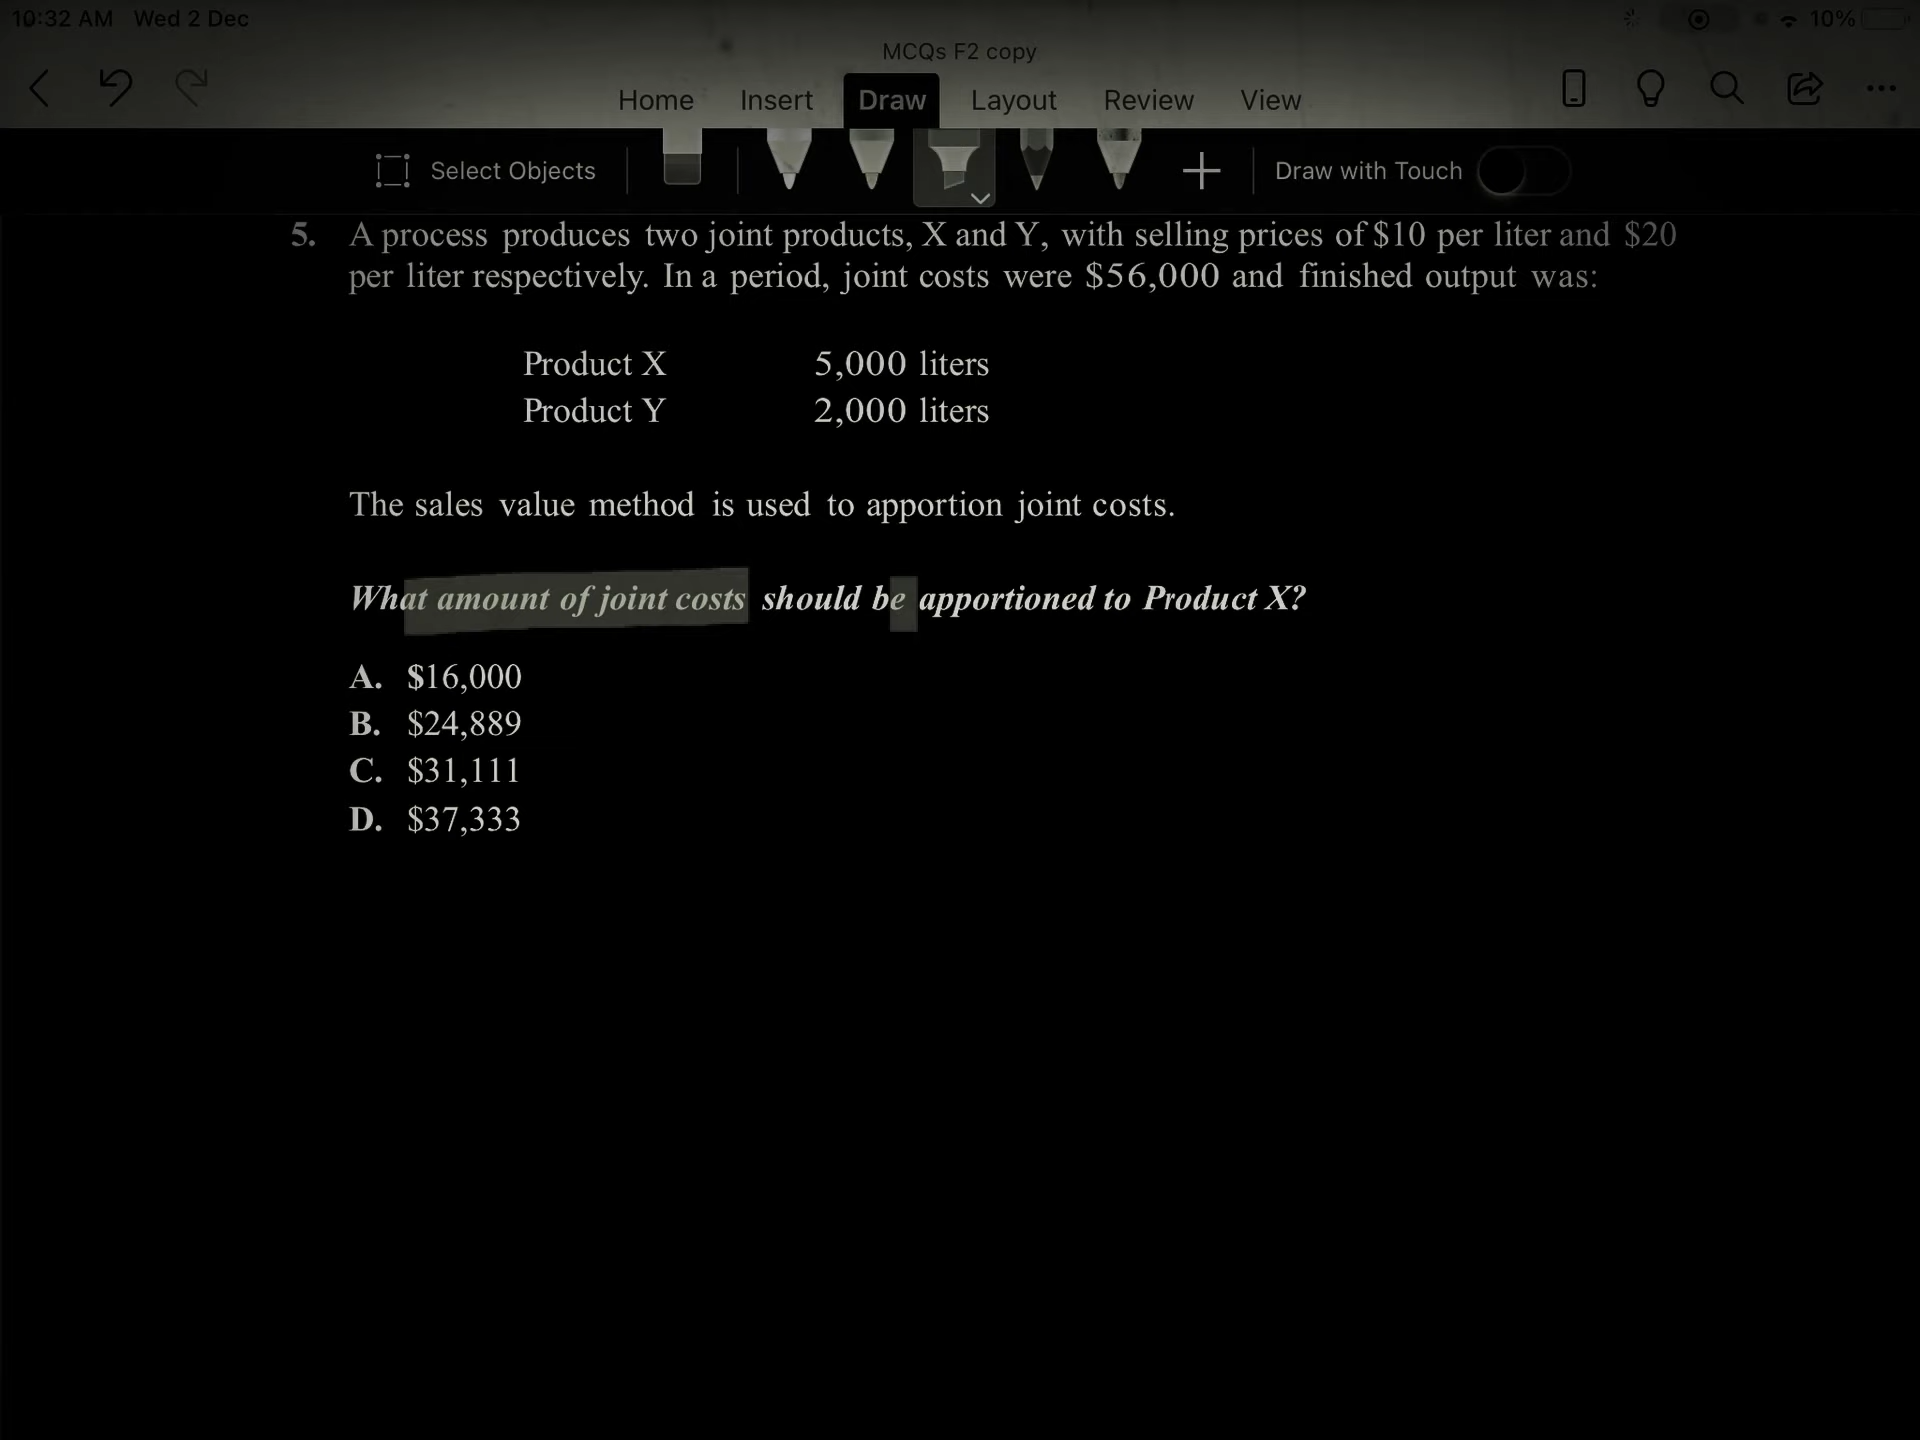 10:32 AM Wed 2 Dec
10%
MCQs F2 copy
Home Insert Draw Layout Review View
Select Objects
Draw with Touch
5. A process produces two joint products, X and Y, with selling prices of $10 per liter and $20
per liter respectively. In a period, joint costs were $56,000 and finished output was:
Product X 5,000 liters
Product Y 2,000 liters
The sales value method is used to apportion joint costs.
What amount of joint costs should be apportioned to Product X?
A. $16,000
B. $24,889
C. $31,111
D. $37,333